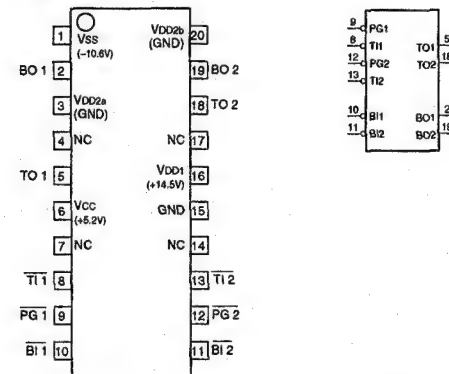 1 VSS VDD2b 20
(−10.6V) (GND)
BO 1 2 19 BO 2
3 VDD2a 18 TO 2
(GND)
4 NC NC 17
TO 1 5 VDD1 16
(+14.5V)
6 VCC GND 15
(+5.2V)
7 NC NC 14
TI 1 8 13 TI 2
PG 1 9 12 PG 2
BI 1 10 11 BI 2
9 PG1
8 TI1 TO1 5
12 PG2 TO2 18
13 TI2
10 BI1 BO1 2
11 BI2 BO2 19